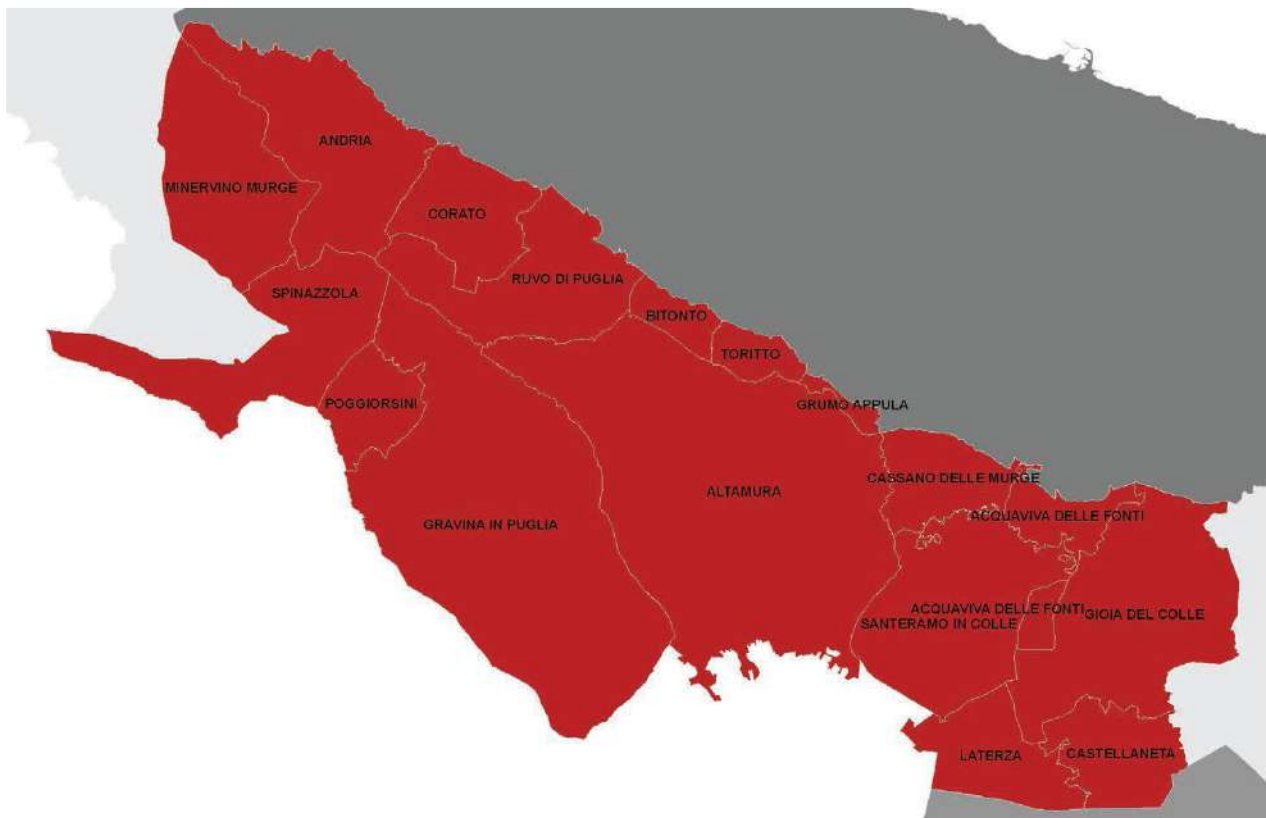 ANDRIA
MINERVINO MURGE
CORATO
RUVO DI PUGLIA
SPINAZZOLA
BITONTO
TORITTO
POGGIORSINI
GRUMO APPULA
CASSANO DELLE MURGE
ALTAMURA
ACQUAVIVA DELLE FONTI
GRAVINA IN PUGLIA
ACQUAVIVA DELLE FONTI
GIOIA DEL COLLE
SANTERAMO IN COLLE
LATERZA
CASTELLANETA